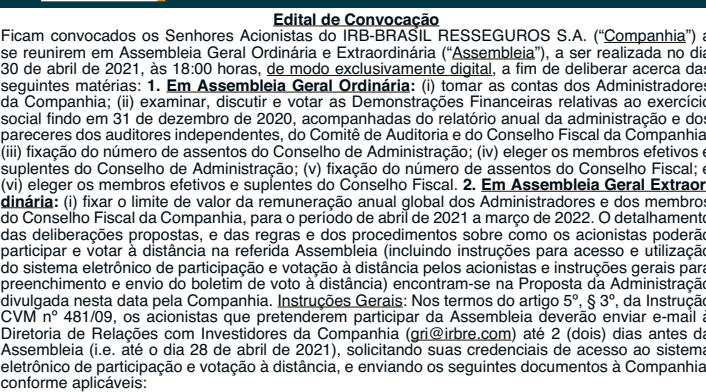 Edital de Convocação
Ficam convocados os Senhores Acionistas do IRB-BRASIL RESSEGUROS S.A. (“Companhia”) a
se reunirem em Assembleia Geral Ordinária e Extraordinária (“Assembleia”), a ser realizada no dia
30 de abril de 2021, às 18:00 horas, de modo exclusivamente digital, a fim de deliberar acerca das
seguintes matérias: 1. Em Assembleia Geral Ordinária: (i) tomar as contas dos Administradores
da Companhia; (ii) examinar, discutir e votar as Demonstrações Financeiras relativas ao exercício
social findo em 31 de dezembro de 2020, acompanhadas do relatório anual da administração e dos
pareceres dos auditores independentes, do Comitê de Auditoria e do Conselho Fiscal da Companhia
(iii) fixação do número de assentos do Conselho de Administração; (iv) eleger os membros efetivos e
suplentes do Conselho de Administração; (v) fixação do número de assentos do Conselho Fiscal; e
(vi) eleger os membros efetivos e suplentes do Conselho Fiscal. 2. Em Assembleia Geral Extraor
dinária: (i) fixar o limite de valor da remuneração anual global dos Administradores e dos membros
do Conselho Fiscal da Companhia, para o período de abril de 2021 a março de 2022. O detalhamento
das deliberações propostas, e das regras e dos procedimentos sobre como os acionistas poderão
participar e votar à distância na referida Assembleia (incluindo instruções para acesso e utilização
do sistema eletrônico de participação e votação à distância pelos acionistas e instruções gerais para
preenchimento e envio do boletim de voto à distância) encontram-se na Proposta da Administração
divulgada nesta data pela Companhia. Instruções Gerais: Nos termos do artigo 5º, § 3º, da Instrução
CVM nº 481/09, os acionistas que pretenderem participar da Assembleia deverão enviar e-mail à
Diretoria de Relações com Investidores da Companhia (gri@irbre.com) até 2 (dois) dias antes da
Assembleia (i.e. até o dia 28 de abril de 2021), solicitando suas credenciais de acesso ao sistema
eletrônico de participação e votação à distância, e enviando os seguintes documentos à Companhia
conforme aplicáveis: